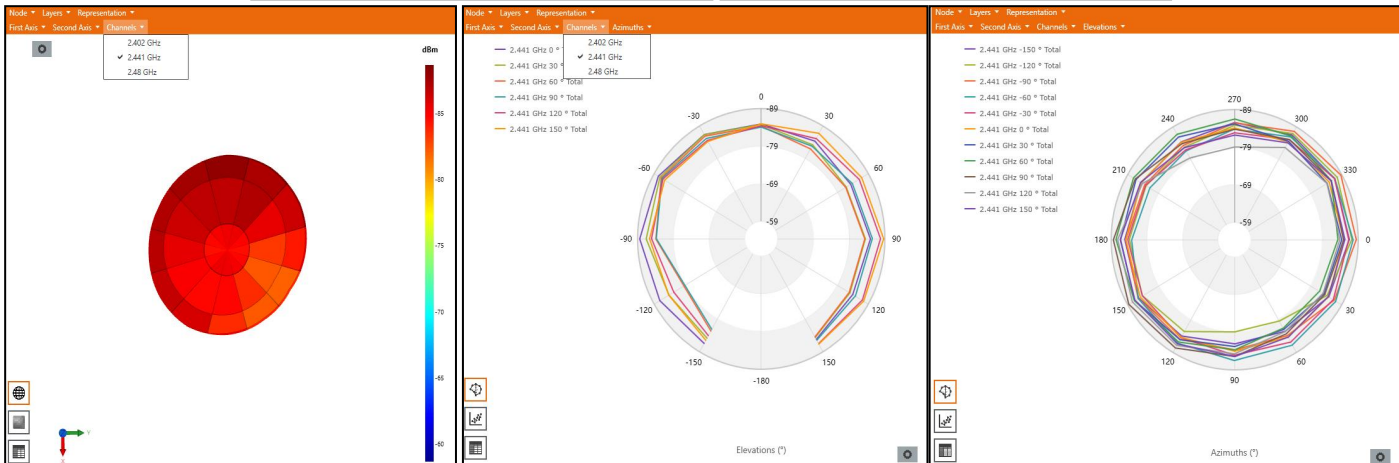 Node Layers Representation
First Axis Second Axis Channels
2.402 GHz
2.441 GHz
2.48 GHz
dBm
-85
-80
-75
-70
-65
-60
Y
X
Node Layers Representation
First Axis Second Axis Channels Azimuths
2.402 GHz
2.441 GHz
2.48 GHz
2.441 GHz 0 ° T
2.441 GHz 30 °
2.441 GHz 60 ° Total
2.441 GHz 90 ° Total
2.441 GHz 120 ° Total
2.441 GHz 150 ° Total
0
-89
-30
30
-79
-60
60
-69
-59
-90
90
-120
120
-150
150
-180
Elevations (°)
Node Layers Representation
First Axis Second Axis Channels Elevations
2.441 GHz -150 ° Total
2.441 GHz -120 ° Total
2.441 GHz -90 ° Total
2.441 GHz -60 ° Total
2.441 GHz -30 ° Total
2.441 GHz 0 ° Total
2.441 GHz 30 ° Total
2.441 GHz 60 ° Total
2.441 GHz 90 ° Total
2.441 GHz 120 ° Total
2.441 GHz 150 ° Total
270
-89
240
300
-79
210
330
-69
-59
180
0
150
30
120
60
90
Azimuths (°)